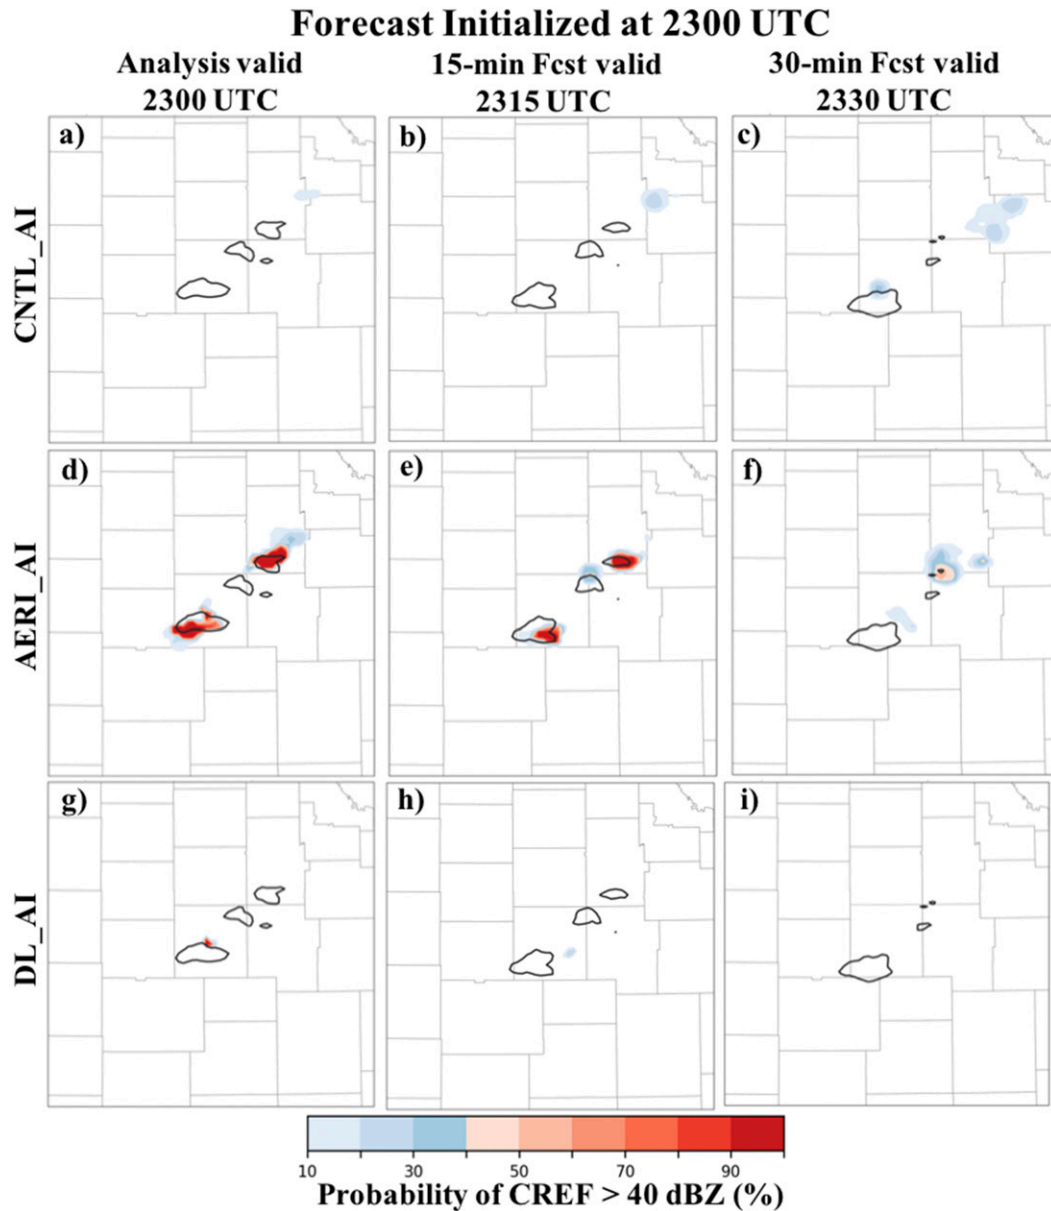 Forecast Initialized at 2300 UTC
Analysis valid
2300 UTC
15-min Fcst valid
2315 UTC
30-min Fcst valid
2330 UTC
CNTL_AI
a)
b)
c)
AERI_AI
d)
e)
f)
DL_AI
g)
h)
i)
10 30 50 70 90
Probability of CREF > 40 dBZ (%)